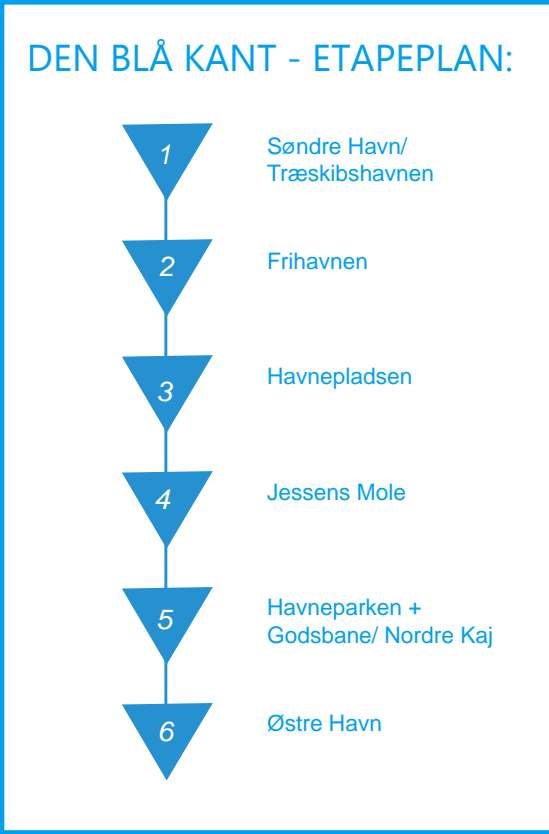 DEN BLÅ KANT - ETAPEPLAN:
1
Søndre Havn/
Træskibshavnen
2
Frihavnen
3
Havnepladsen
4
Jessens Mole
5
Havneparken +
Godsbane/ Nordre Kaj
6
Østre Havn